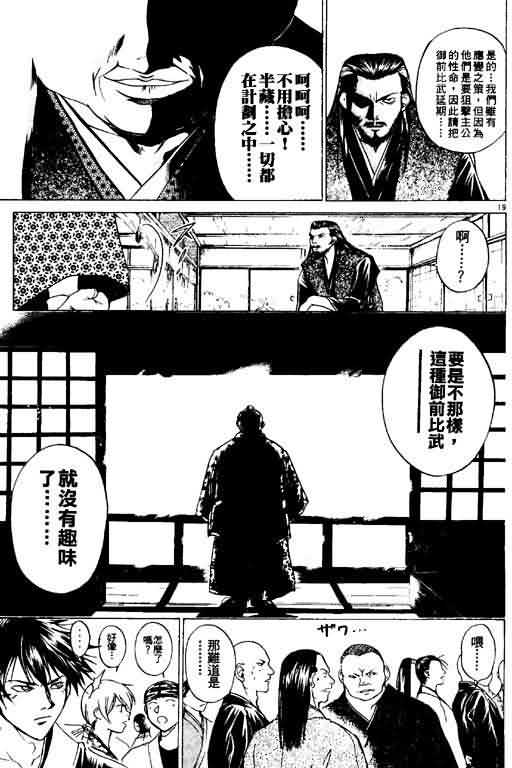 是的…我們雖有
應變之策，但因為
他們是要狙擊主公
的性命，因此請把
御前比武延期……
呵呵呵……
不用擔心！
半藏……一切都
在計劃之中……
19
啊……？
要是不那樣，
這種御前比武
——
就沒有趣味
了………
喂……
ザワ…
那難道是
………
怎麼了
嗎？
好像…